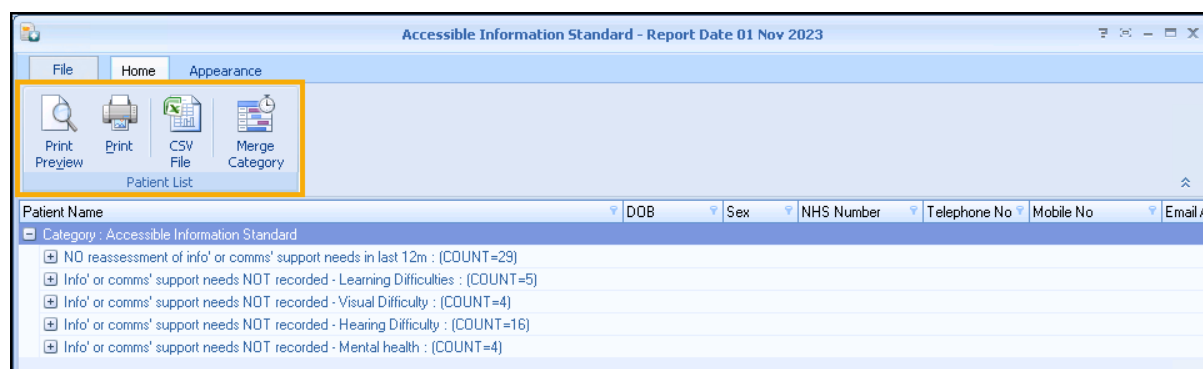 Accessible Information Standard - Report Date 01 Nov 2023
File Home Appearance
Print Preview
Print
CSV File
Merge Category
Patient List
Patient Name DOB Sex NHS Number Telephone No Mobile No Email
Category : Accessible Information Standard
NO reassessment of info' or comms' support needs in last 12m : (COUNT=29)
Info' or comms' support needs NOT recorded - Learning Difficulties : (COUNT=5)
Info' or comms' support needs NOT recorded - Visual Difficulty : (COUNT=4)
Info' or comms' support needs NOT recorded - Hearing Difficulty : (COUNT=16)
Info' or comms' support needs NOT recorded - Mental health : (COUNT=4)